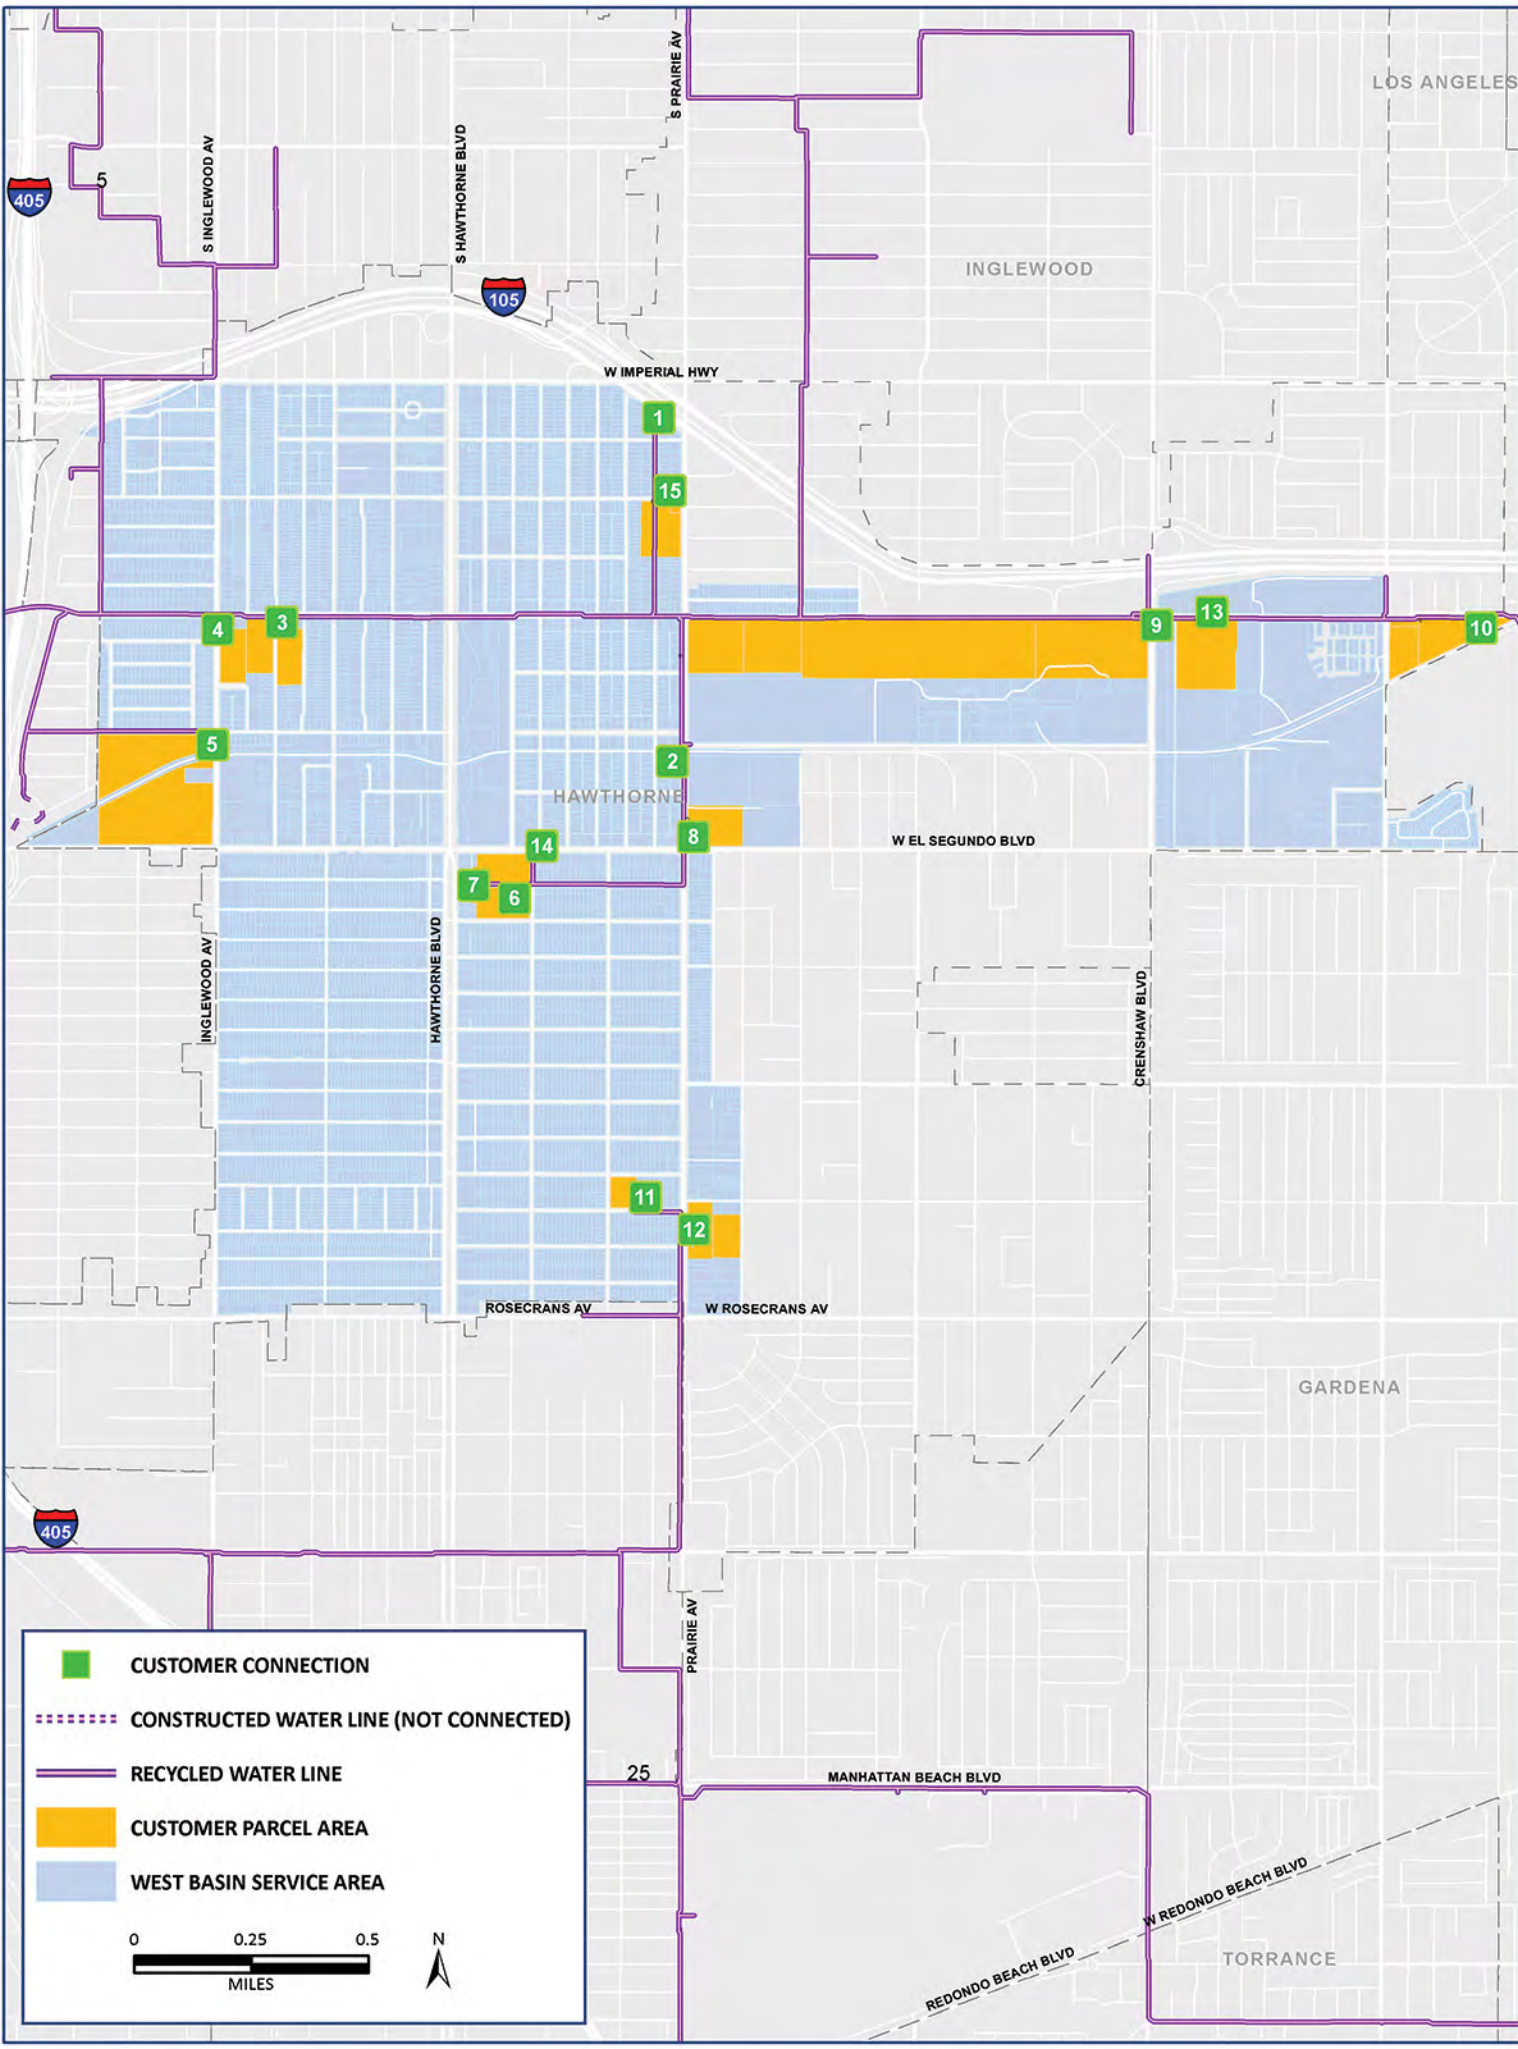 LOS ANGELES
S PRAIRIE AV
S HAWTHORNE BLVD
S INGLEWOOD AV
5
405
INGLEWOOD
105
W IMPERIAL HWY
1
15
4
3
9
13
10
5
2
HAWTHORNE
8
W EL SEGUNDO BLVD
14
7
6
INGLEWOOD AV
HAWTHORNE BLVD
CRENSHAW BLVD
11
12
ROSECRANS AV
W ROSECRANS AV
GARDENA
405
PRAIRIE AV
CUSTOMER CONNECTION
CONSTRUCTED WATER LINE (NOT CONNECTED)
RECYCLED WATER LINE
25
MANHATTAN BEACH BLVD
CUSTOMER PARCEL AREA
WEST BASIN SERVICE AREA
0 0.25 0.5
MILES
N
W REDONDO BEACH BLVD
REDONDO BEACH BLVD
TORRANCE